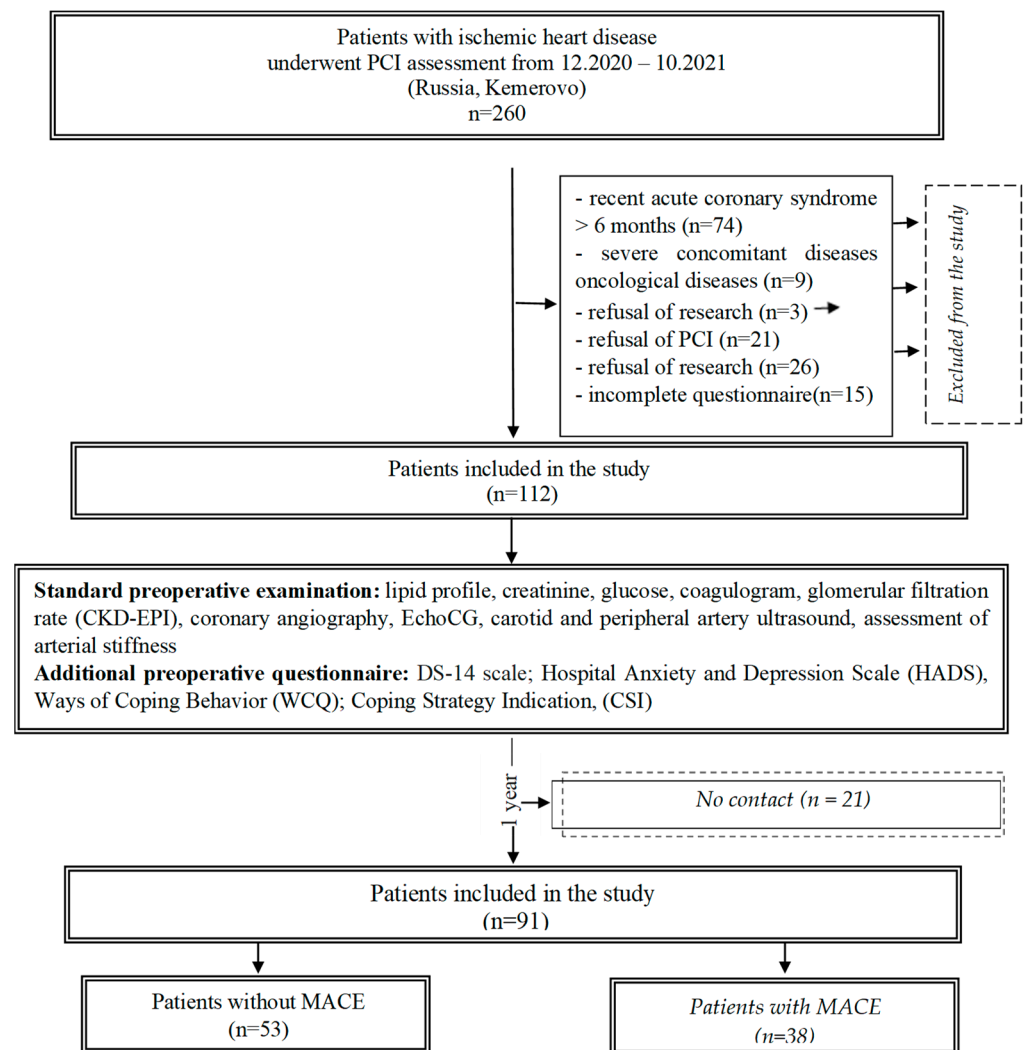 Patients with ischemic heart disease
underwent PCI assessment from 12.2020 – 10.2021
(Russia, Kemerovo)
n=260
- recent acute coronary syndrome
> 6 months (n=74)
- severe concomitant diseases
oncological diseases (n=9)
- refusal of research (n=3)
- refusal of PCI (n=21)
- refusal of research (n=26)
- incomplete questionnaire(n=15)
Excluded from the study
Patients included in the study
(n=112)
Standard preoperative examination: lipid profile, creatinine, glucose, coagulogram, glomerular filtration
rate (CKD-EPI), coronary angiography, EchoCG, carotid and peripheral artery ultrasound, assessment of
arterial stiffness
Additional preoperative questionnaire: DS-14 scale; Hospital Anxiety and Depression Scale (HADS),
Ways of Coping Behavior (WCQ); Coping Strategy Indication, (CSI)
1 year
No contact (n = 21)
Patients included in the study
(n=91)
Patients without MACE
(n=53)
Patients with MACE
(n=38)